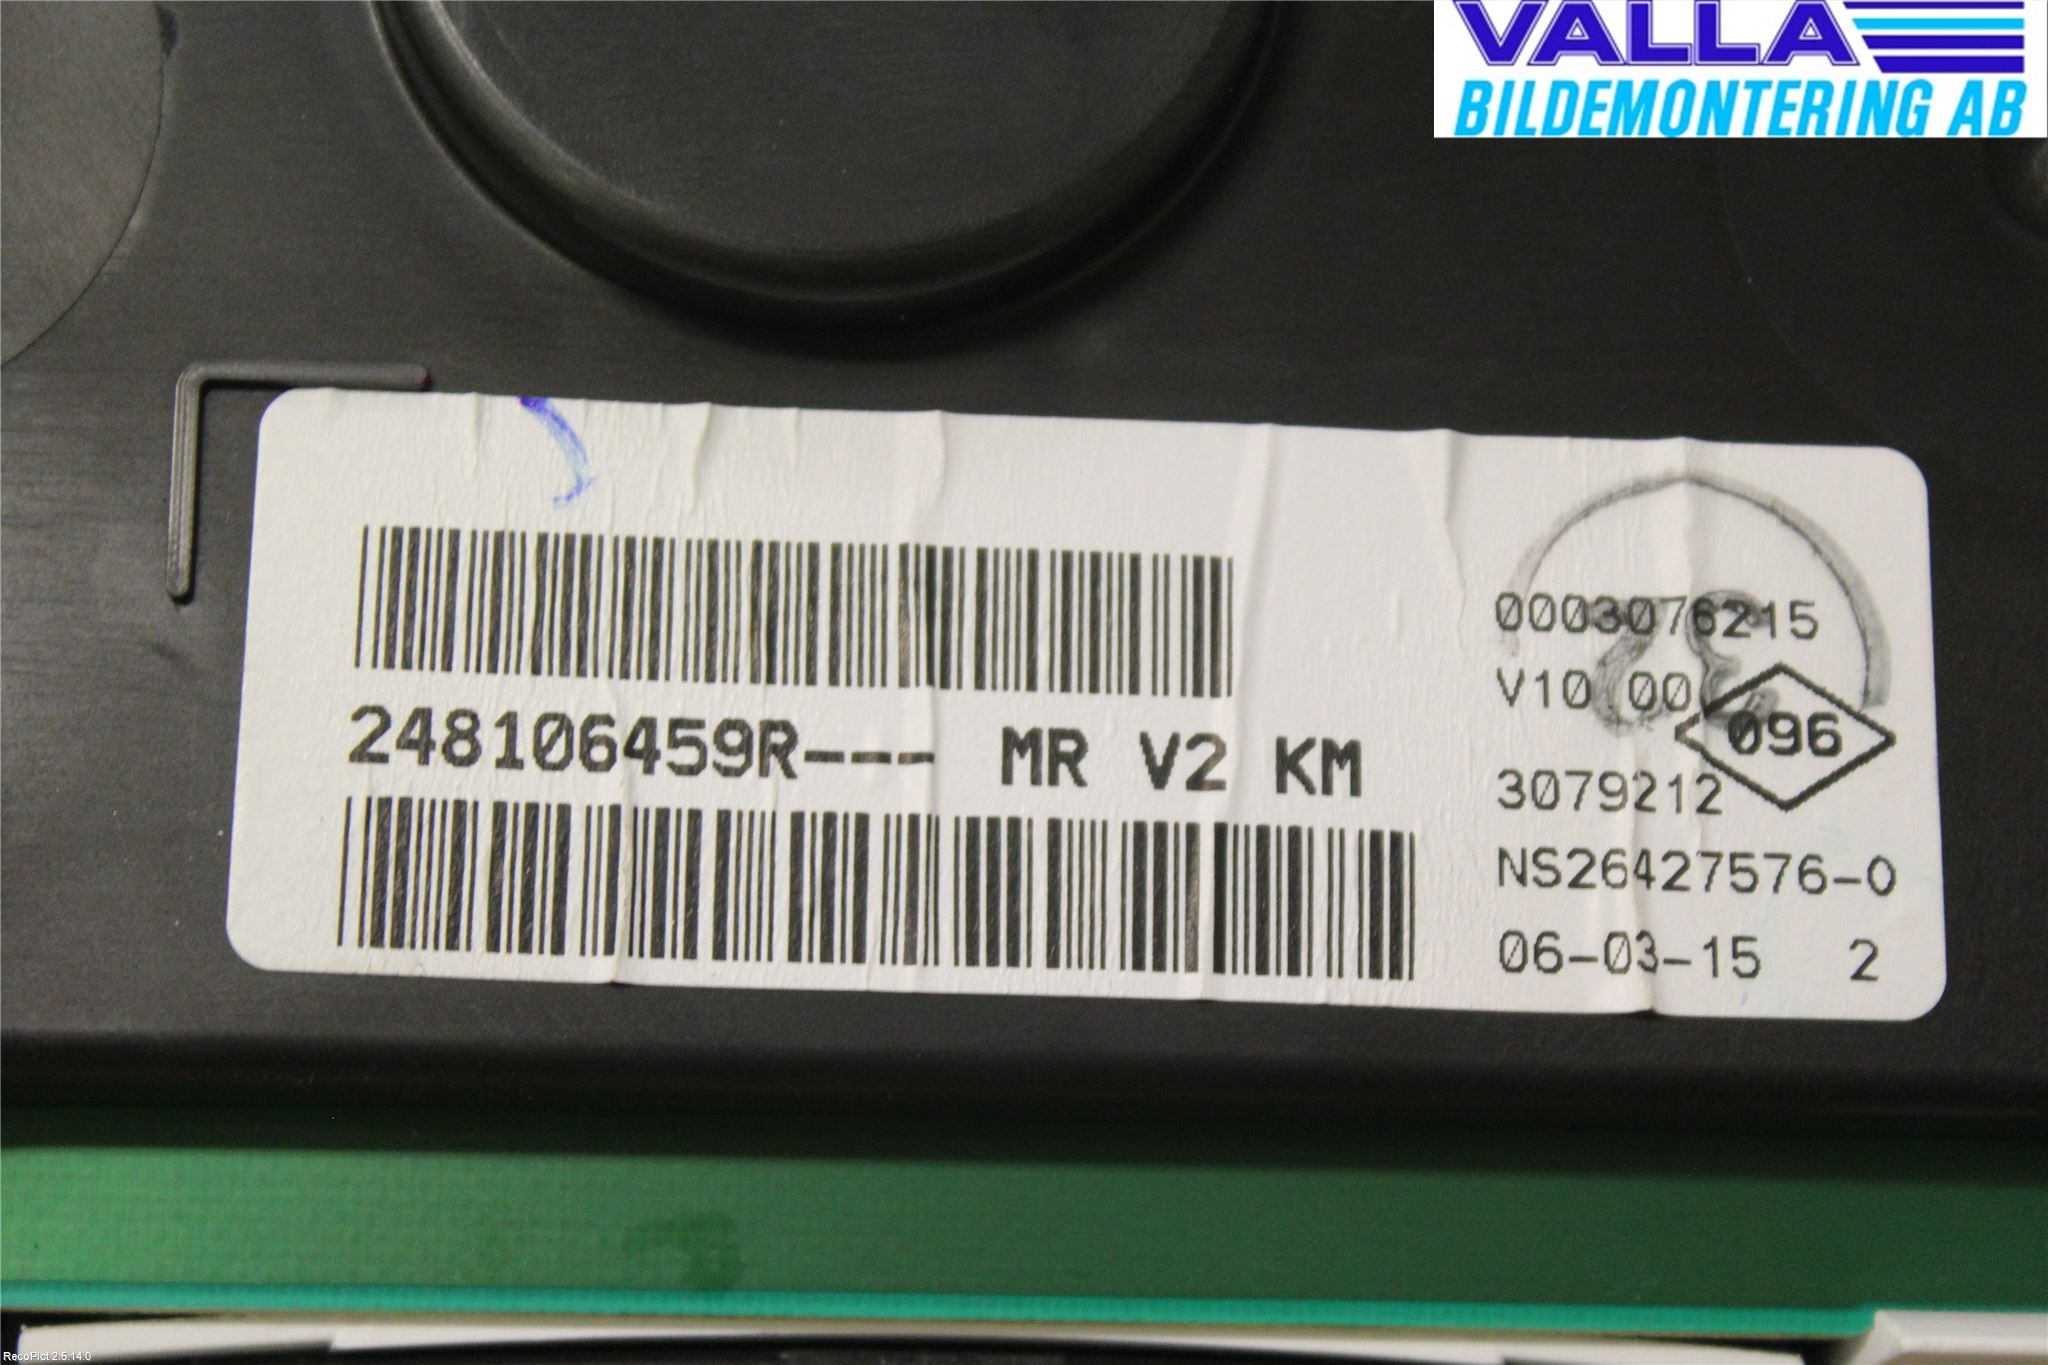 VALLA
BILDEMONTERING AB
248106459R--- MR V2 KM
0003076215
V10 00
096
3079212
NS26427576-0
06-03-15 2
RecoPict 2.5.14.0